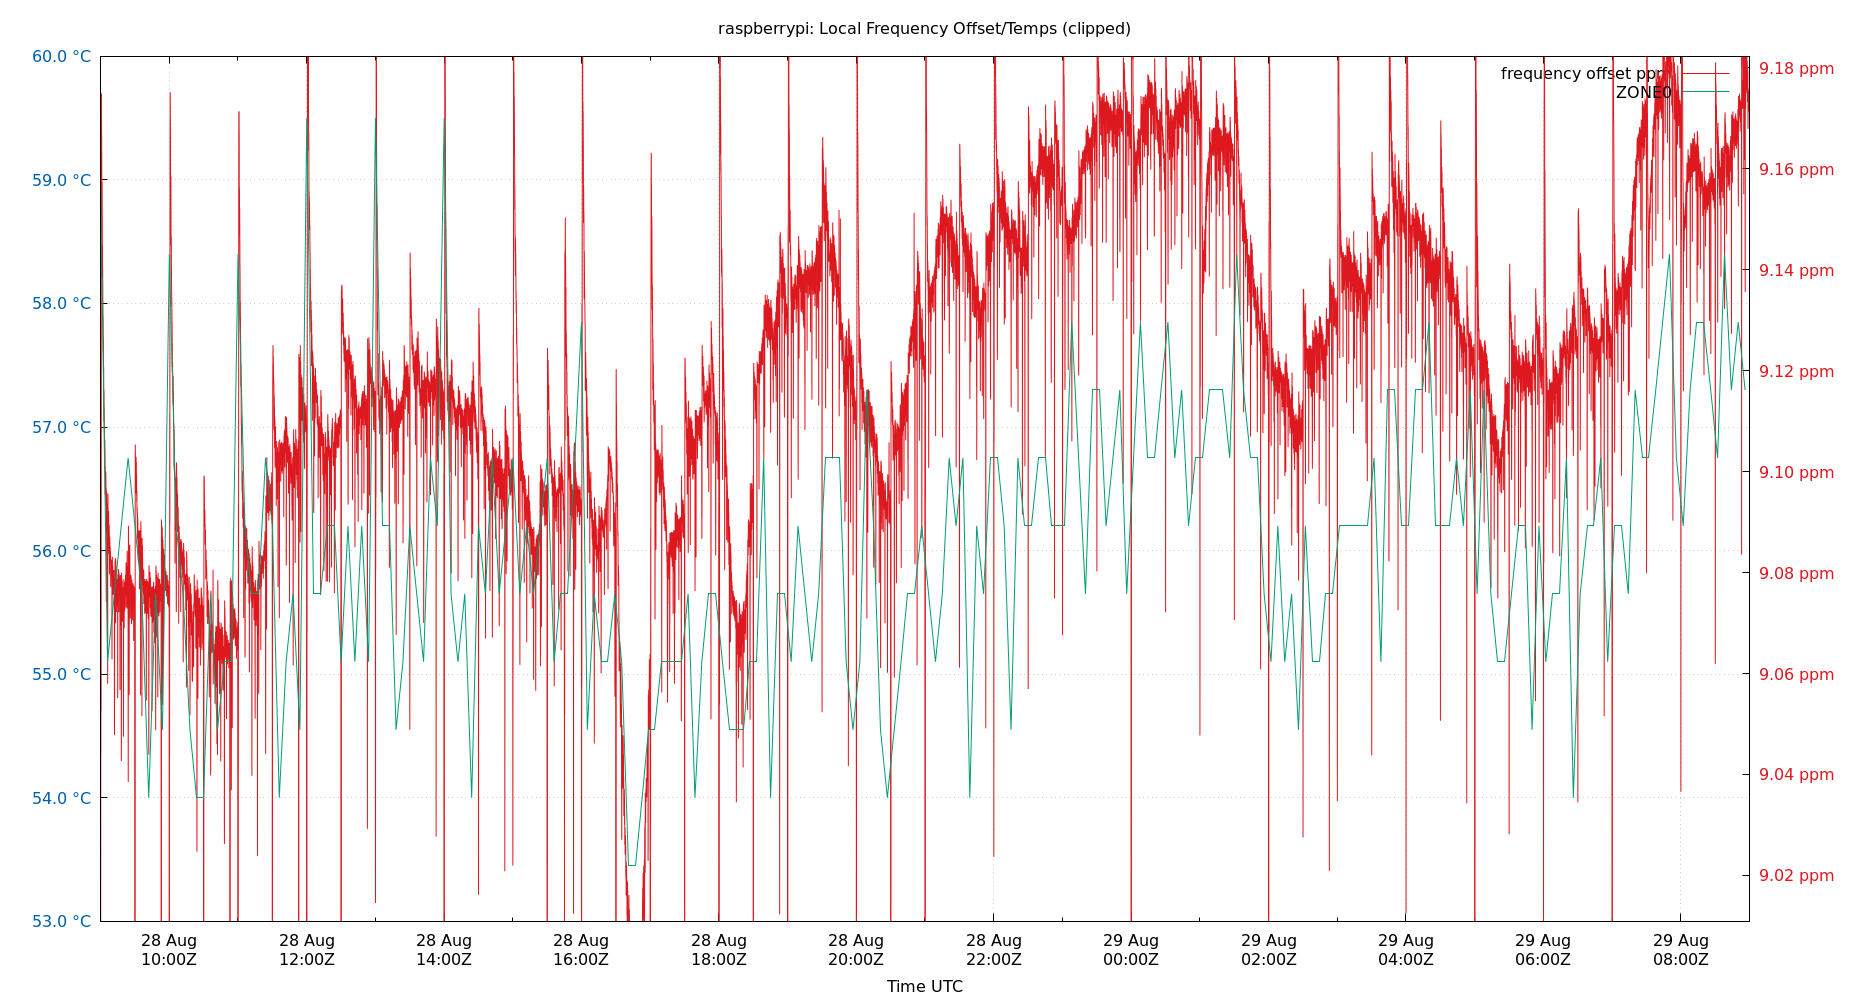 raspberrypi: Local Frequency Offset/Temps (clipped)
60.0 °C
59.0 °C
58.0 °C
57.0 °C
56.0 °C
55.0 °C
54.0 °C
53.0 °C
frequency offset ppm
ZONE0
9.18 ppm
9.16 ppm
9.14 ppm
9.12 ppm
9.10 ppm
9.08 ppm
9.06 ppm
9.04 ppm
9.02 ppm
28 Aug
10:00Z
28 Aug
12:00Z
28 Aug
14:00Z
28 Aug
16:00Z
28 Aug
18:00Z
28 Aug
20:00Z
28 Aug
22:00Z
29 Aug
00:00Z
29 Aug
02:00Z
29 Aug
04:00Z
29 Aug
06:00Z
29 Aug
08:00Z
Time UTC